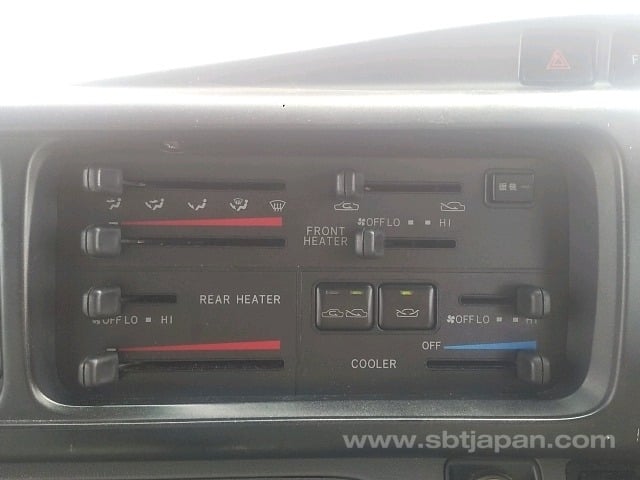 F
OFF LO HI
FRONT
HEATER
REAR HEATER
OFF LO HI
OFF LO HI
OFF
COOLER
www.sbtjapan.com